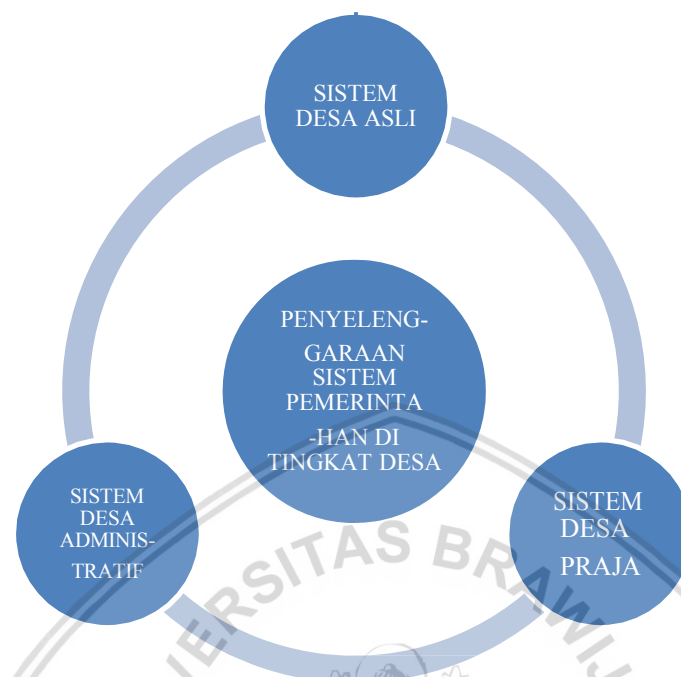 SISTEM
DESA ASLI
PENYELENG-
GARAAN
SISTEM
PEMERINTA
-HAN DI
TINGKAT DESA
SISTEM
DESA
ADMINIS-
TRATIF
SISTEM
DESA
PRAJA
ERSITAS BRAWIJ